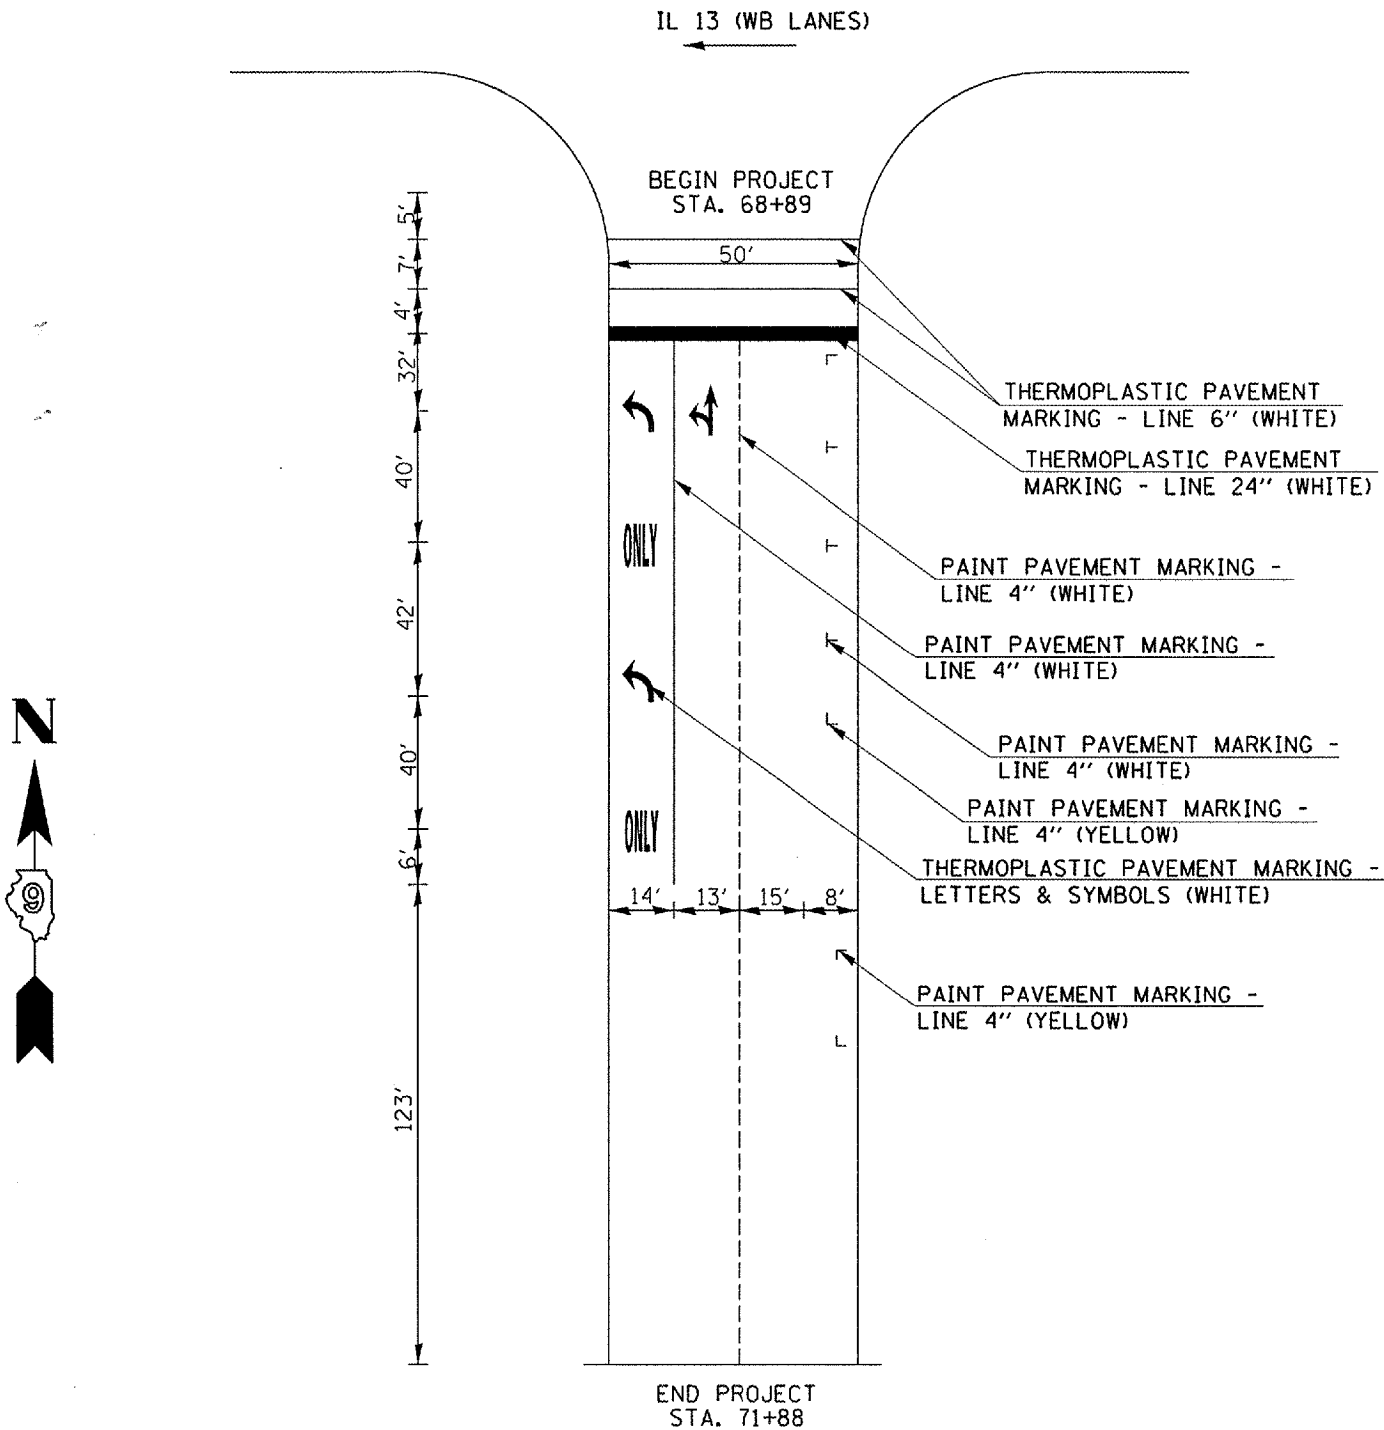 IL 13 (WB LANES)
BEGIN PROJECT
STA. 68+89
5'
7'
50'
4'
32'
THERMOPLASTIC PAVEMENT
MARKING - LINE 6'' (WHITE)
THERMOPLASTIC PAVEMENT
MARKING - LINE 24'' (WHITE)
40'
ONLY
PAINT PAVEMENT MARKING -
LINE 4'' (WHITE)
42'
PAINT PAVEMENT MARKING -
LINE 4'' (WHITE)
N
40'
PAINT PAVEMENT MARKING -
LINE 4'' (WHITE)
PAINT PAVEMENT MARKING -
LINE 4'' (YELLOW)
ONLY
6'
THERMOPLASTIC PAVEMENT MARKING -
LETTERS & SYMBOLS (WHITE)
9
14' 13' 15' 8'
PAINT PAVEMENT MARKING -
LINE 4'' (YELLOW)
123'
END PROJECT
STA. 71+88